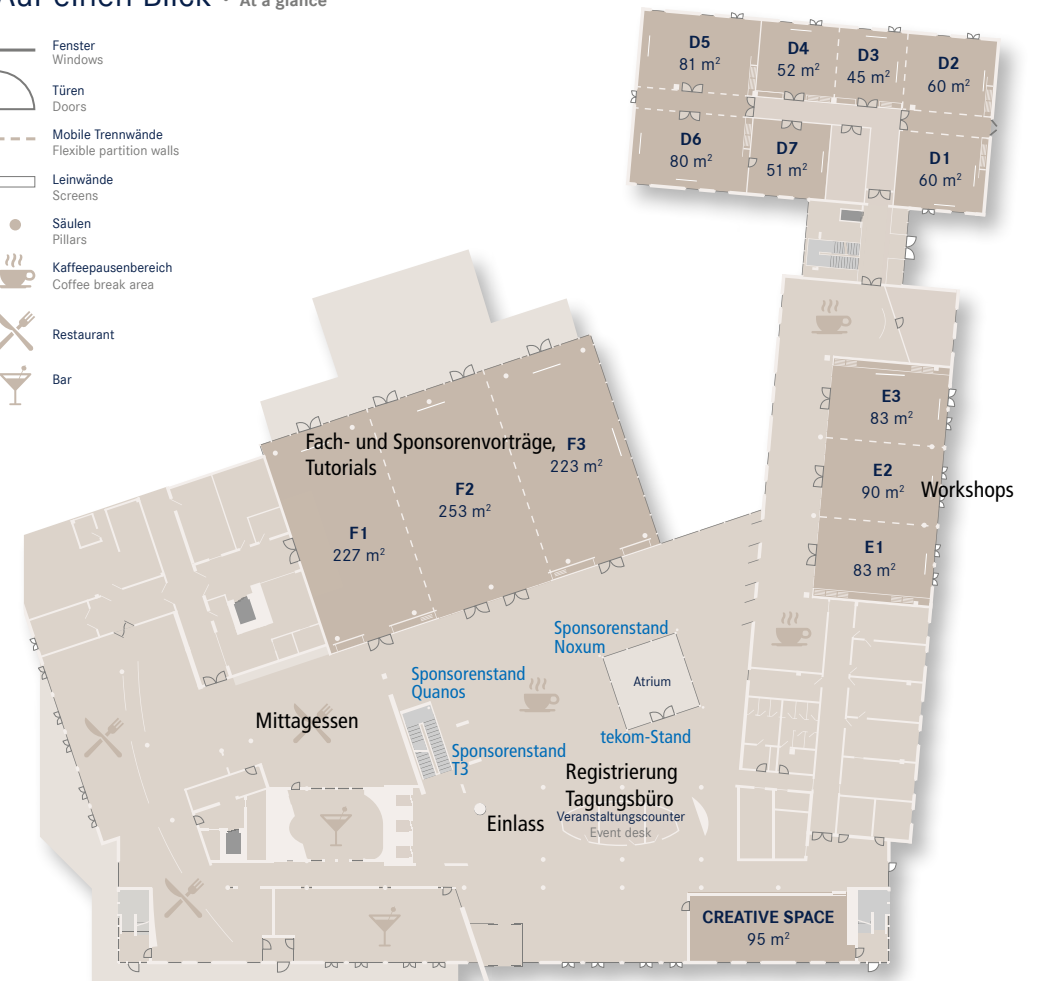 Auf einen Blick · At a glance
Fenster
Windows
Türen
Doors
Mobile Trennwände
Flexible partition walls
Leinwände
Screens
Säulen
Pillars
Kaffeepausenbereich
Coffee break area
Restaurant
Bar
D5
81 m²
D4
52 m²
D3
45 m²
D2
60 m²
D6
80 m²
D7
51 m²
D1
60 m²
E3
83 m²
E2
90 m²
Workshops
E1
83 m²
Fach- und Sponsorenvorträge,
Tutorials
F3
223 m²
F2
253 m²
F1
227 m²
Sponsorenstand
Noxum
Atrium
Sponsorenstand
Quanos
tekom-Stand
Mittagessen
Sponsorenstand
T3
Registrierung
Tagungsbüro
Veranstaltungscounter
Event desk
Einlass
CREATIVE SPACE
95 m²